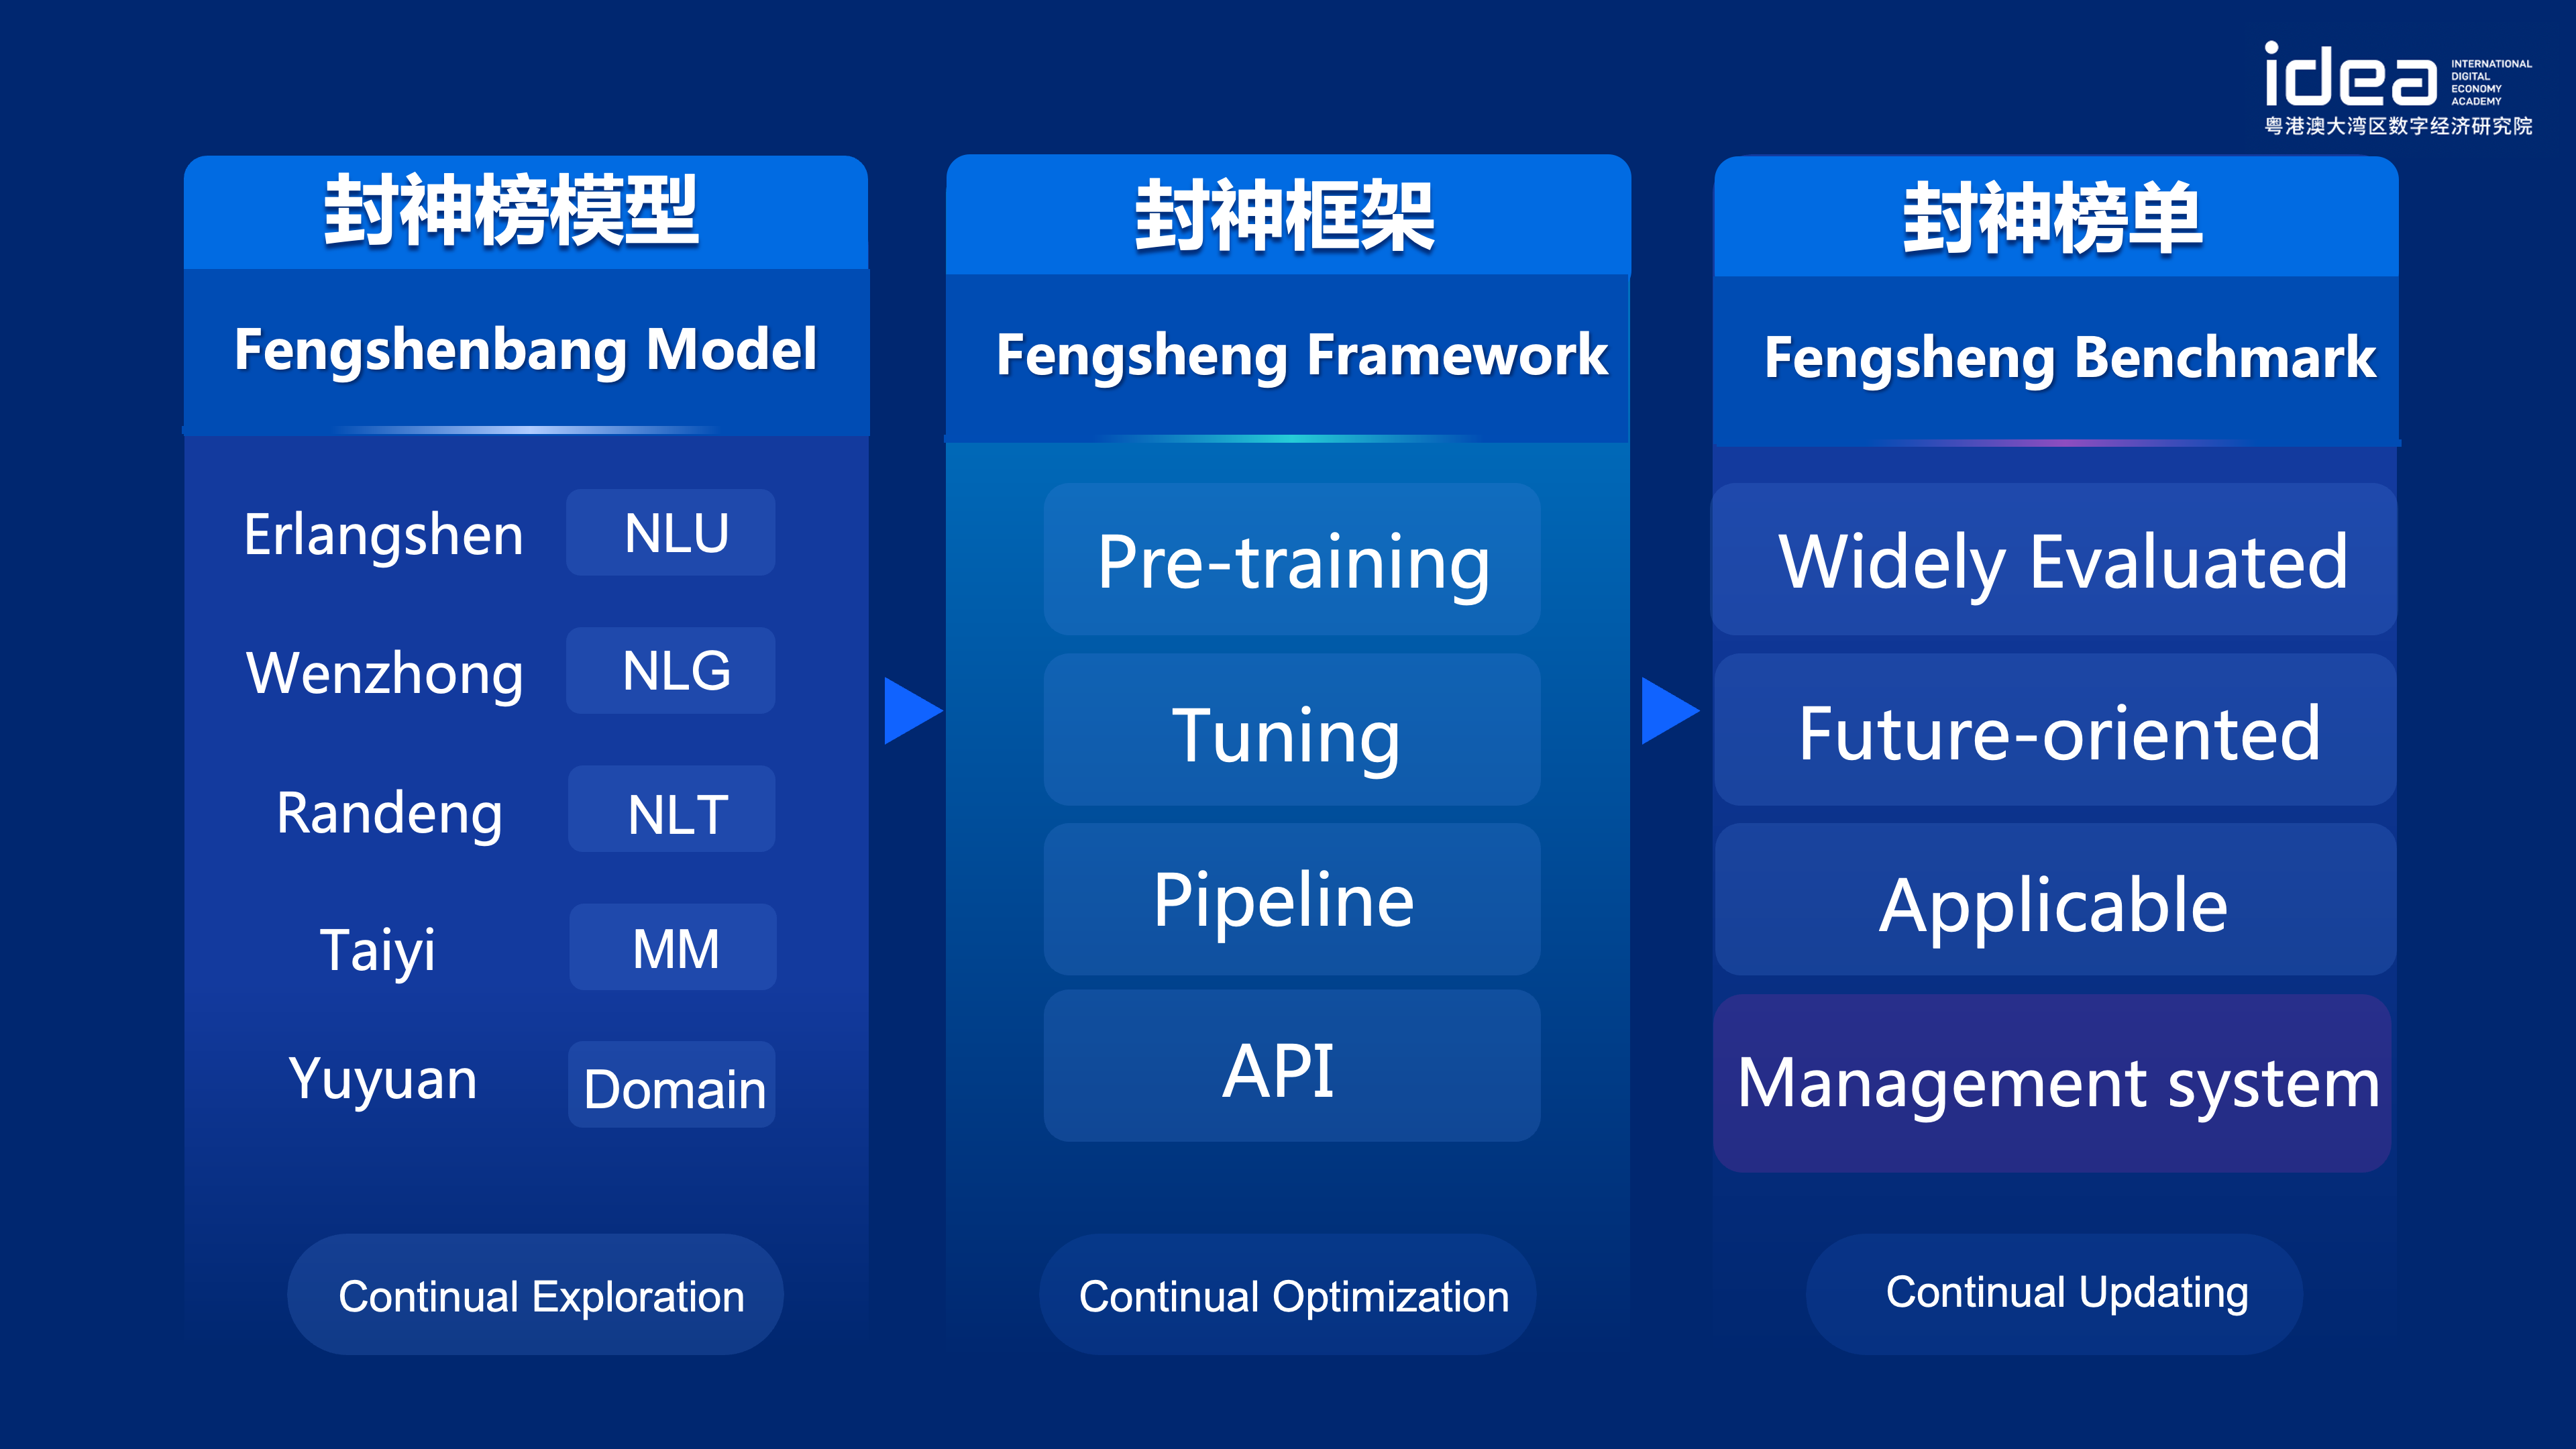 idea
INTERNATIONAL
DIGITAL
ECONOMY
ACADEMY
粤港澳大湾区数字经济研究院
封神榜模型
Fengshenbang Model
Erlangshen NLU
Wenzhong NLG
Randeng NLT
Taiyi MM
Yuyuan Domain
Continual Exploration
封神框架
Fengsheng Framework
Pre-training
Tuning
Pipeline
API
Continual Optimization
封神榜单
Fengsheng Benchmark
Widely Evaluated
Future-oriented
Applicable
Management system
Continual Updating